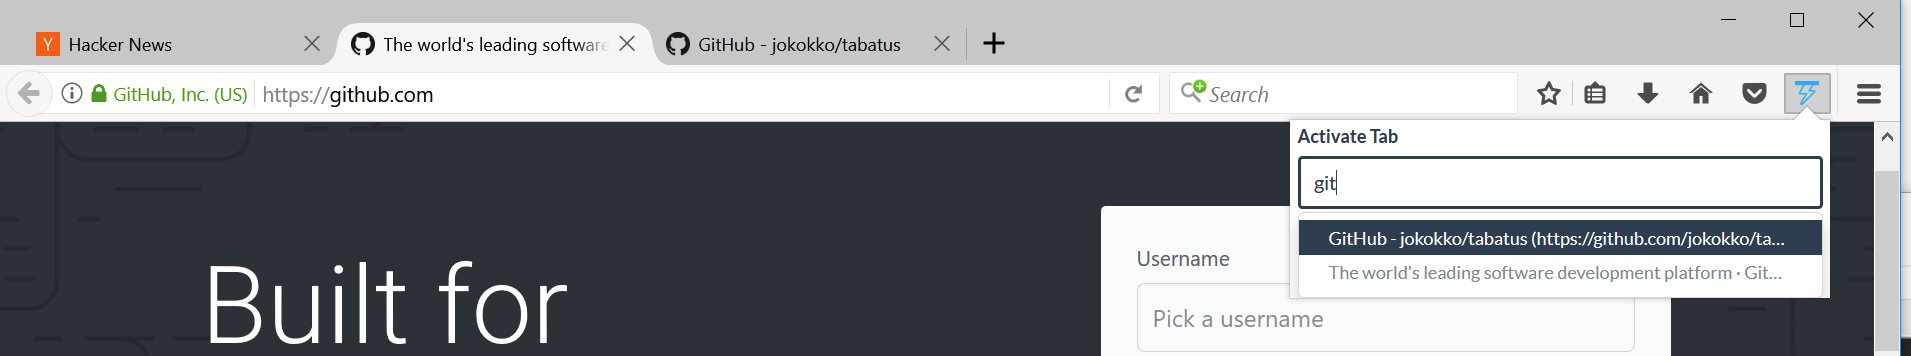 Y Hacker News
The world's leading software
GitHub - jokokko/tabatus
GitHub, Inc. (US) https://github.com
Search
Activate Tab
git
GitHub - jokokko/tabatus (https://github.com/jokokko/ta...
The world's leading software development platform · Git...
Username
Pick a username
Built for